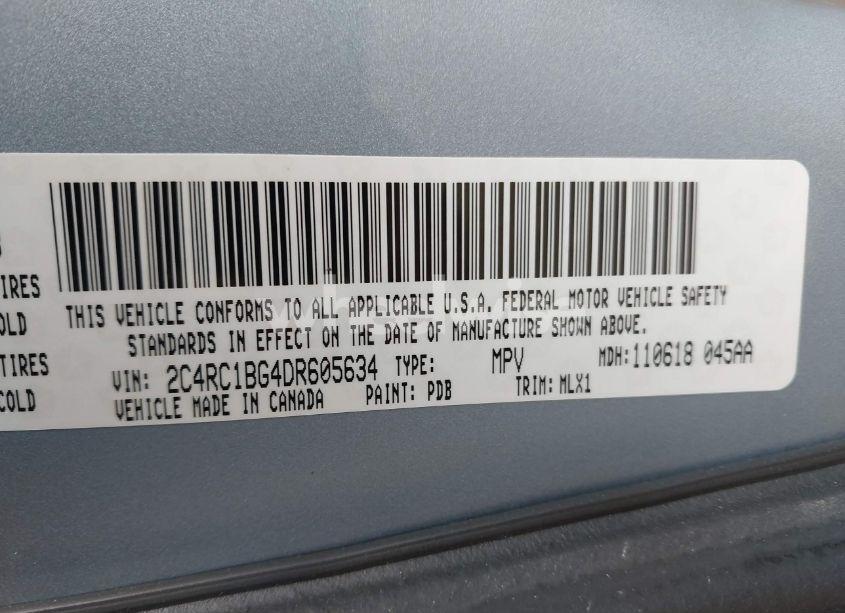 IRES
OLD
TIRES
COLD
THIS VEHICLE CONFORMS TO ALL APPLICABLE U.S.A. FEDERAL MOTOR VEHICLE SAFETY
STANDARDS IN EFFECT ON THE DATE OF MANUFACTURE SHOWN ABOVE.
VIN: 2C4RC1BG4DR605634 TYPE: MPV MDH:110618 045AA
VEHICLE MADE IN CANADA PAINT: PDB TRIM: MLX1